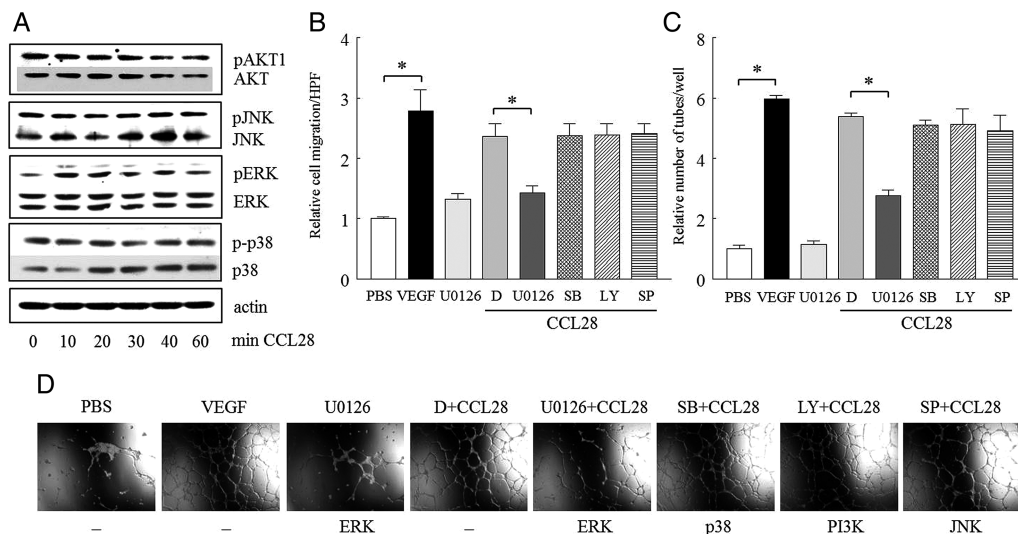 A
pAKT1
AKT
pJNK
JNK
pERK
ERK
p-p38
p38
actin
0 10 20 30 40 60 min CCL28
B
Relative cell migration/HPF
4
3
2
1
0
*
*
PBS VEGF U0126 D U0126 SB LY SP
CCL28
C
Relative number of tubes/well
8
6
4
2
0
*
*
PBS VEGF U0126 D U0126 SB LY SP
CCL28
D
PBS VEGF U0126 D+CCL28 U0126+CCL28 SB+CCL28 LY+CCL28 SP+CCL28
– – ERK – ERK p38 PI3K JNK